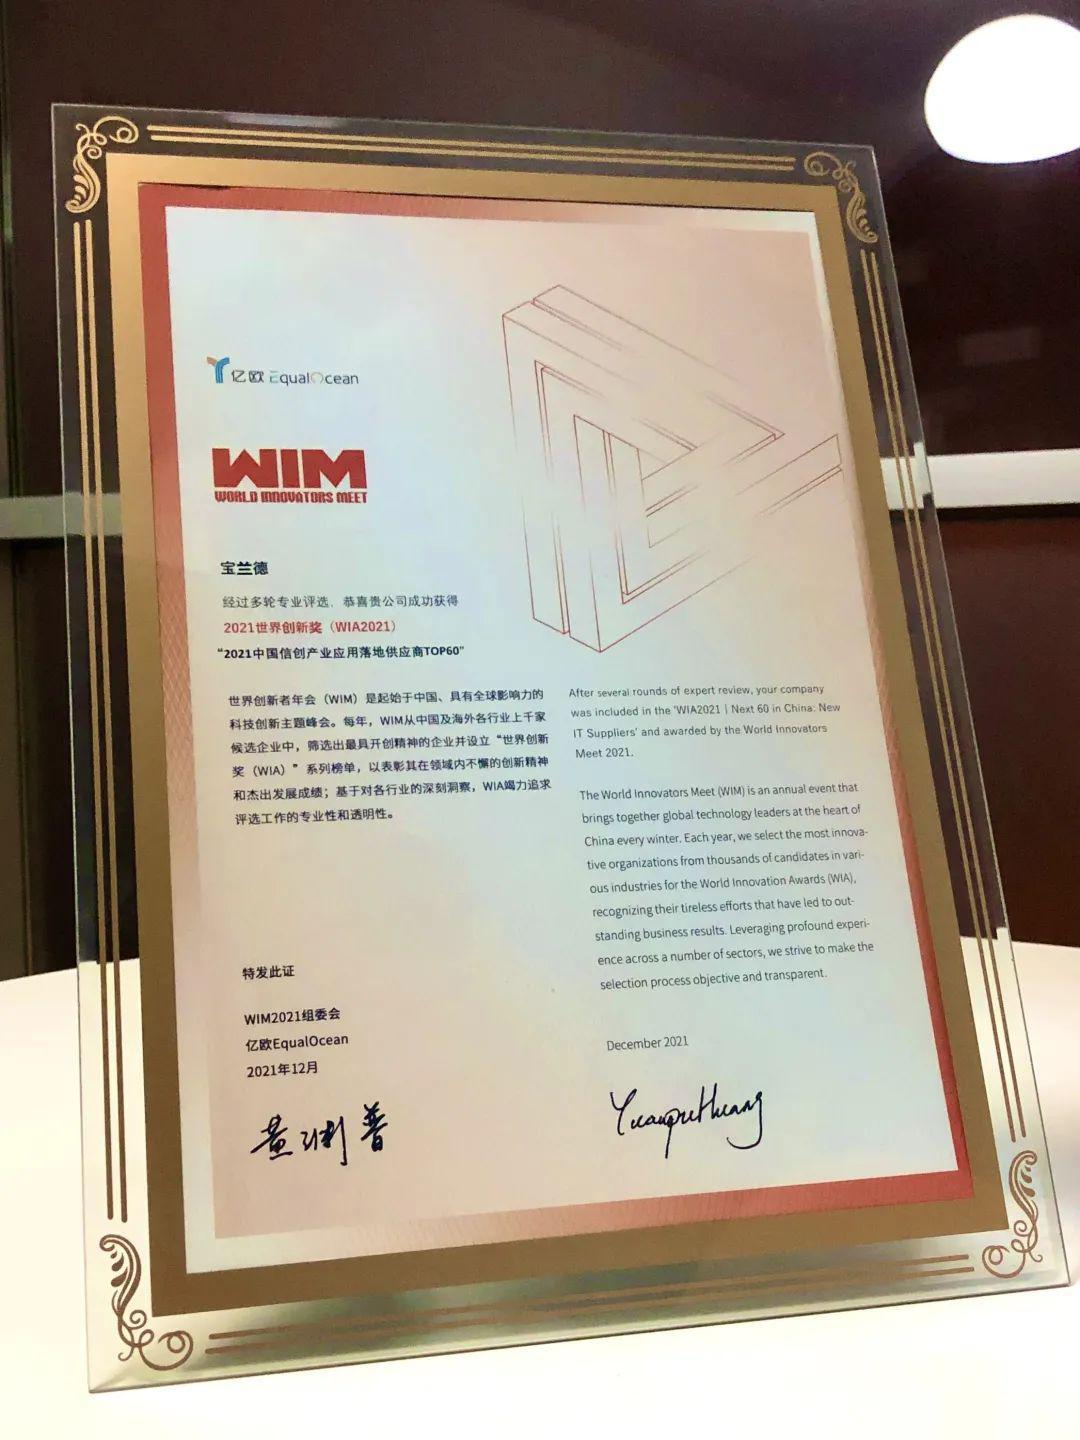 亿欧 EqualOcean
WIM
WORLD INNOVATORS MEET
宝兰德
经过多轮专业评选，恭喜贵公司成功获得
2021世界创新奖（WIA2021）
“2021中国信创产业应用落地供应商TOP60”
世界创新者年会（WIM）是起始于中国、具有全球影响力的
科技创新主题峰会。每年，WIM从中国及海外各行业上千家
候选企业中，筛选出最具开创精神的企业并设立“世界创新
奖（WIA）”系列榜单，以表彰其在领域内不懈的创新精神
和杰出发展成绩；基于对各行业的深刻洞察，WIA竭力追求
评选工作的专业性和透明性。
After several rounds of expert review, your company
was included in the 'WIA2021 | Next 60 in China: New
IT Suppliers' and awarded by the World Innovators
Meet 2021.
The World Innovators Meet (WIM) is an annual event that
brings together global technology leaders at the heart of
China every winter. Each year, we select the most innova-
tive organizations from thousands of candidates in vari-
ous industries for the World Innovation Awards (WIA),
recognizing their tireless efforts that have led to out-
standing business results. Leveraging profound experi-
ence across a number of sectors, we strive to make the
selection process objective and transparent.
特发此证
WIM2021组委会
亿欧EqualOcean
2021年12月
黄渊普
December 2021
Yuanpu Huang